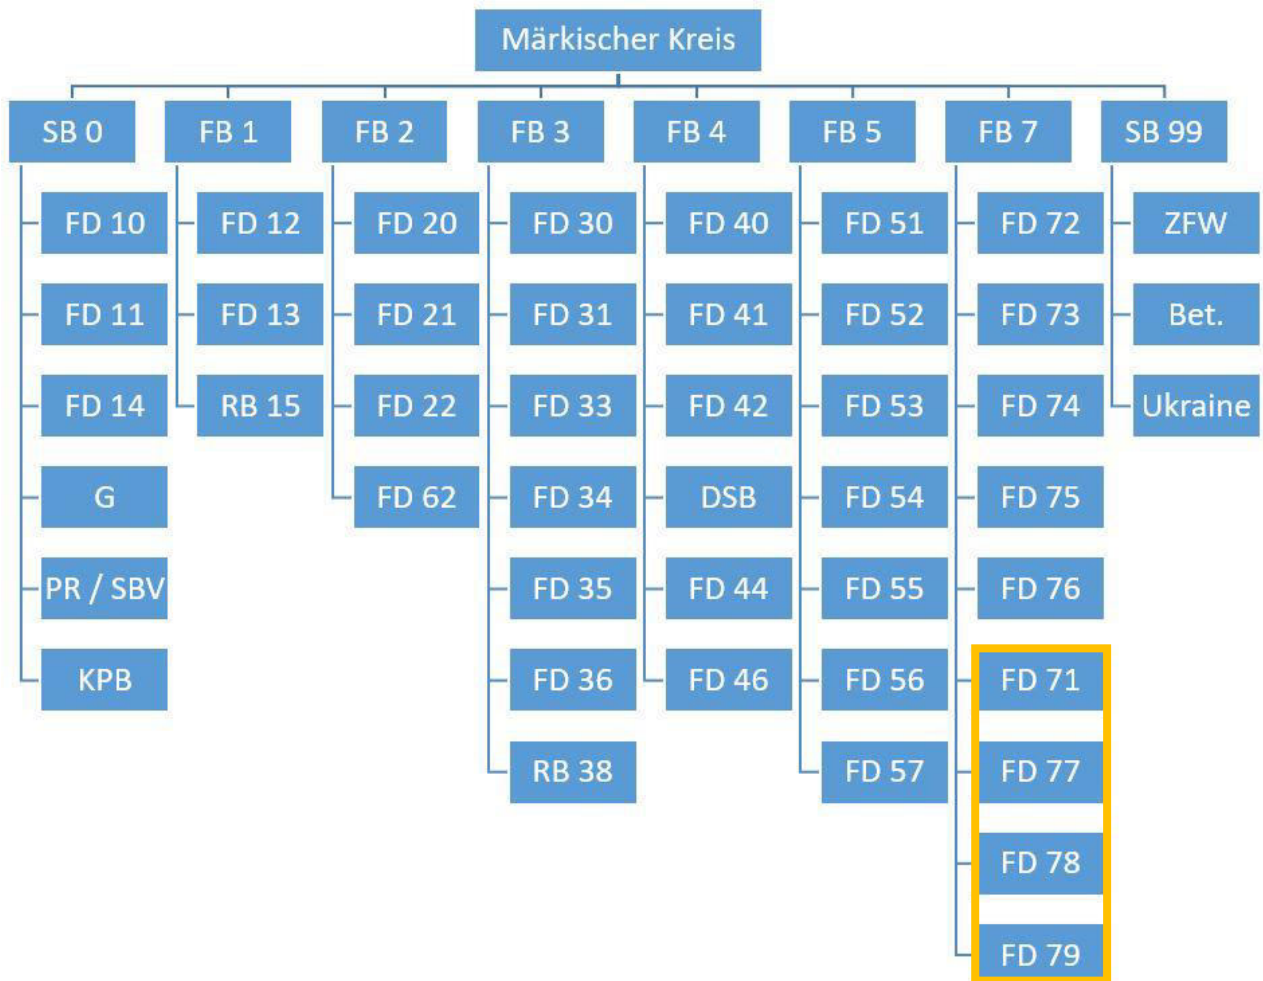 Märkischer Kreis
SB 0
FB 1
FB 2
FB 3
FB 4
FB 5
FB 7
SB 99
FD 10
FD 11
FD 14
G
PR / SBV
KPB
FD 12
FD 13
RB 15
FD 20
FD 21
FD 22
FD 62
FD 30
FD 31
FD 33
FD 34
FD 35
FD 36
RB 38
FD 40
FD 41
FD 42
DSB
FD 44
FD 46
FD 51
FD 52
FD 53
FD 54
FD 55
FD 56
FD 57
FD 72
FD 73
FD 74
FD 75
FD 76
FD 71
FD 77
FD 78
FD 79
ZFW
Bet.
Ukraine